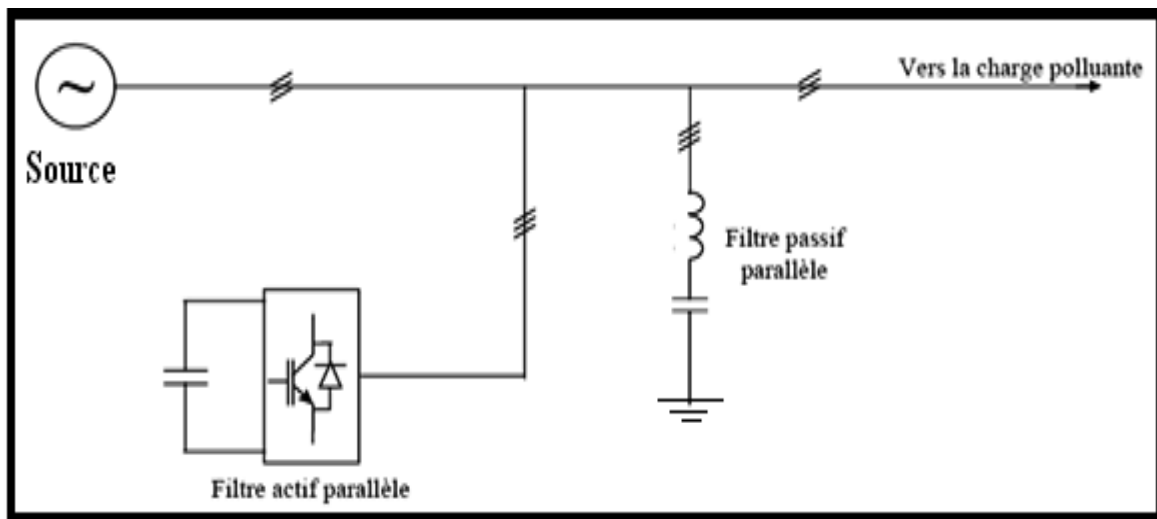 Vers la charge polluante
Source
Filtre passif
parallèle
Filtre actif parallèle